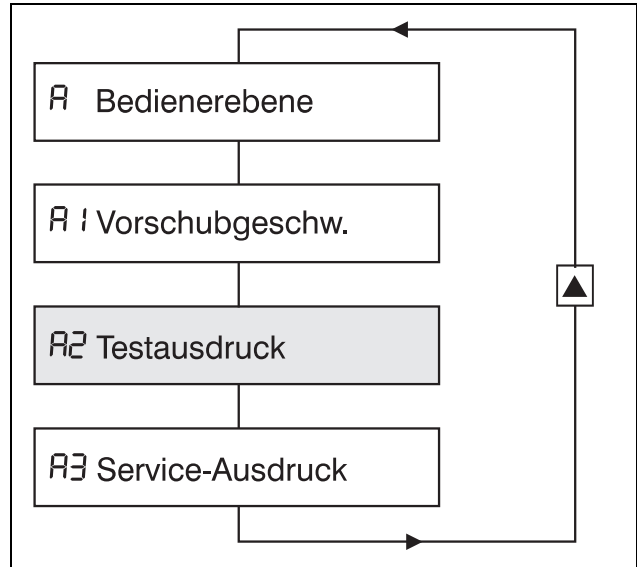 A Bedienerebene
A1 Vorschubgeschw.
A2 Testausdruck
A3 Service-Ausdruck